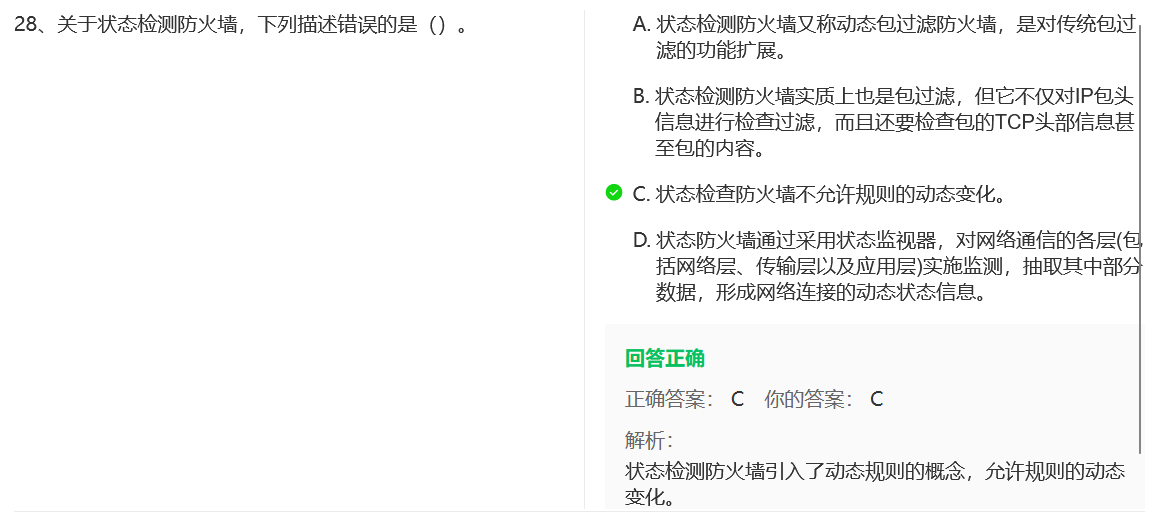 28、关于状态检测防火墙，下列描述错误的是（）。
A. 状态检测防火墙又称动态包过滤防火墙，是对传统包过
滤的功能扩展。
B. 状态检测防火墙实质上也是包过滤，但它不仅对IP包头
信息进行检查过滤，而且还要检查包的TCP头部信息甚
至包的内容。
C. 状态检查防火墙不允许规则的动态变化。
D. 状态防火墙通过采用状态监视器，对网络通信的各层(包
括网络层、传输层以及应用层)实施监测，抽取其中部分
数据，形成网络连接的动态状态信息。
回答正确
正确答案： C 你的答案： C
解析：
状态检测防火墙引入了动态规则的概念，允许规则的动态
变化。